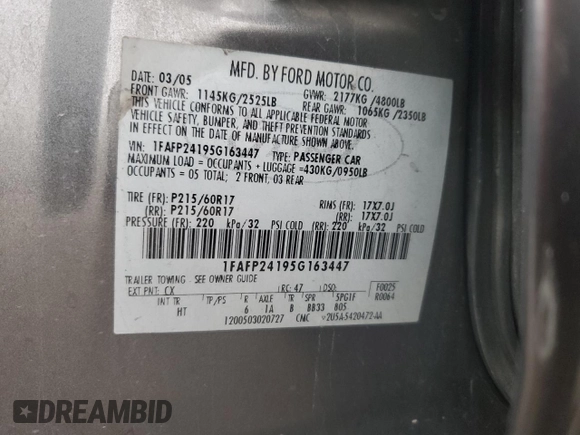 MFD. BY FORD MOTOR CO.
DATE: 03/05 GVWR: 2177KG /4800LB
FRONT GAWR: 1145KG/2525LB REAR GAWR: 1065KG/2350LB
THIS VEHICLE CONFORMS TO ALL APPLICABLE FEDERAL MOTOR
VEHICLE SAFETY, BUMPER, AND THEFT PREVENTION STANDARDS
IN EFFECT ON THE DATE OF MANUFACTURE SHOWN ABOVE.
VIN: 1FAFP24195G163447 TYPE: PASSENGER CAR
MAXIMUM LOAD = OCCUPANTS + LUGGAGE =430KG/0950LB
OCCUPANTS = 05 TOTAL; 2 FRONT, 03 REAR
TIRE (FR): P215/60R17 RIMS (FR): 17X7.0J
(RR): P215/60R17 (RR): 17X7.0J
PRESSURE (FR): 220 kPa/32 PSI COLD (RR): 220 kPa/32 PSI COLD
1FAFP24195G163447
TRAILER TOWING SEE OWNER GUIDE
EXT PNT: CX RC: 47 DSO: F0025
INT TR TP/PS R AXLE TR SPR 5PG1F R0064
HT 6 1A B BB33 B05
1200503020727 CMC
DREAMBID